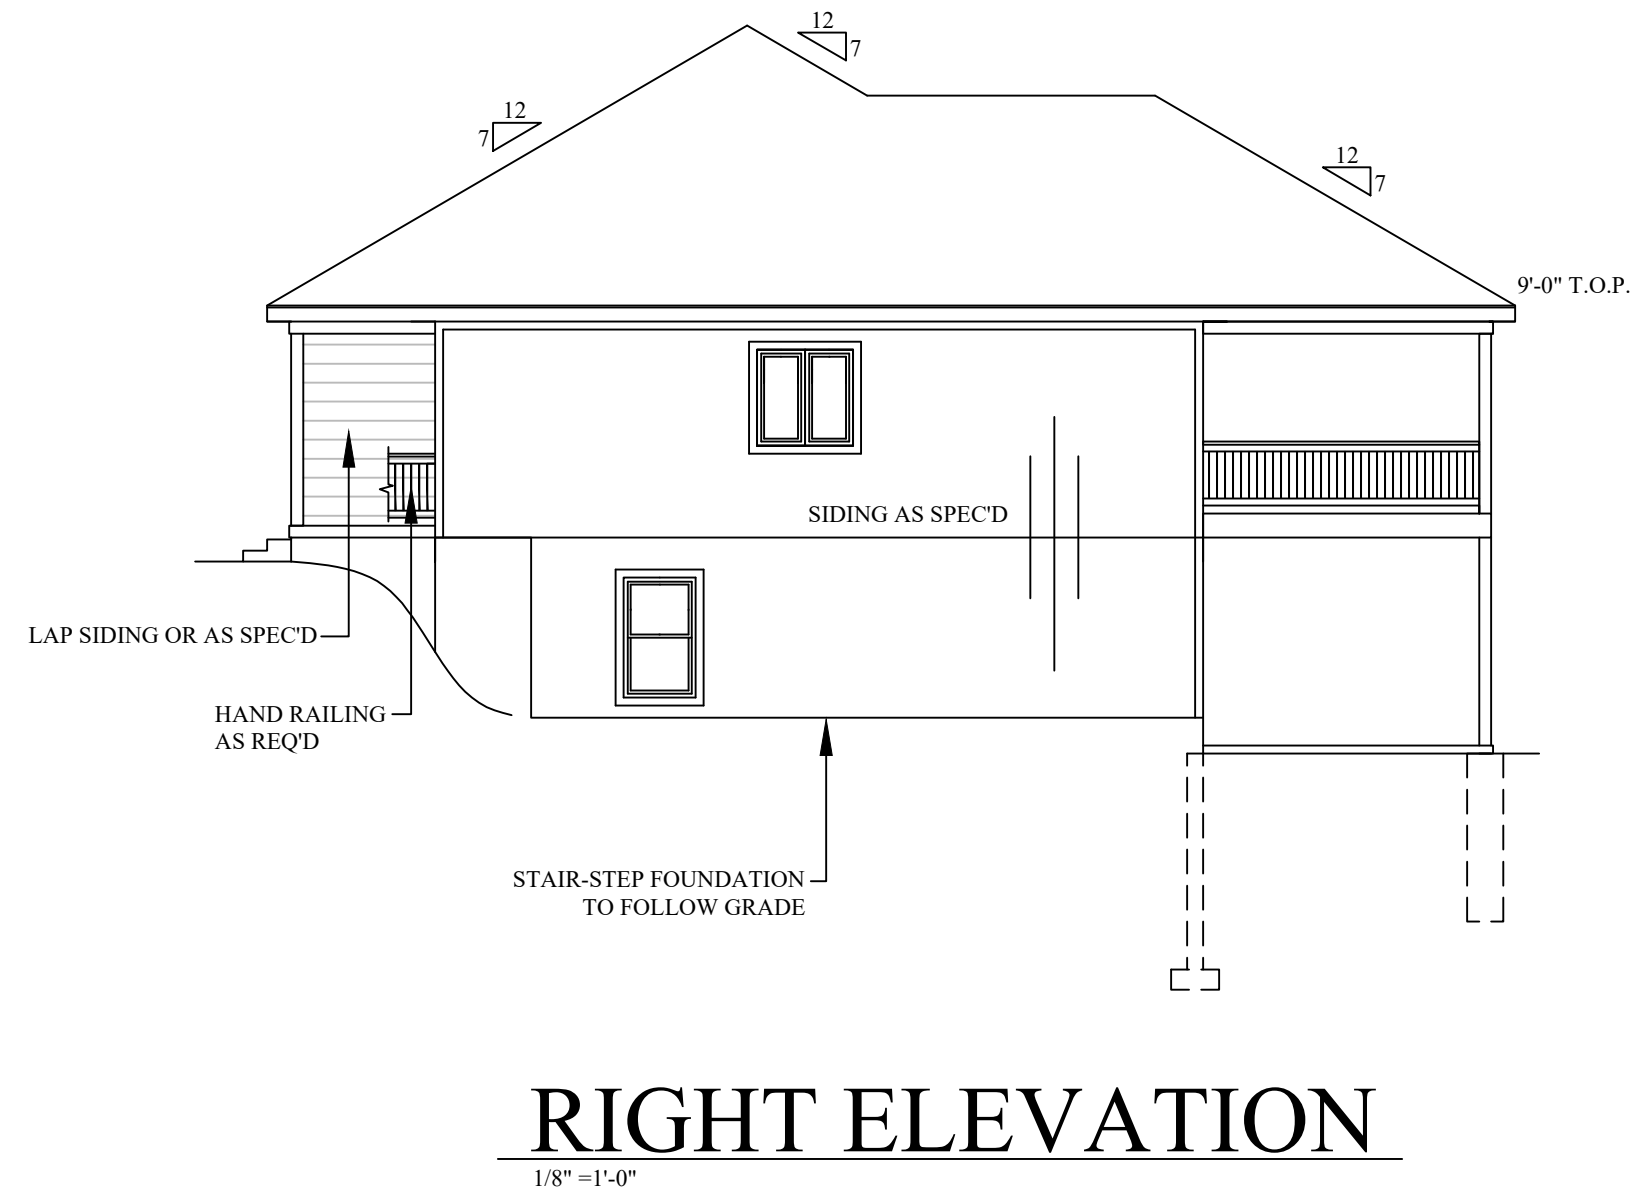 12
7
12
7
12
7
9'-0" T.O.P.
SIDING AS SPEC'D
LAP SIDING OR AS SPEC'D
HAND RAILING
AS REQ'D
STAIR-STEP FOUNDATION
TO FOLLOW GRADE
RIGHT ELEVATION
1/8" =1'-0"